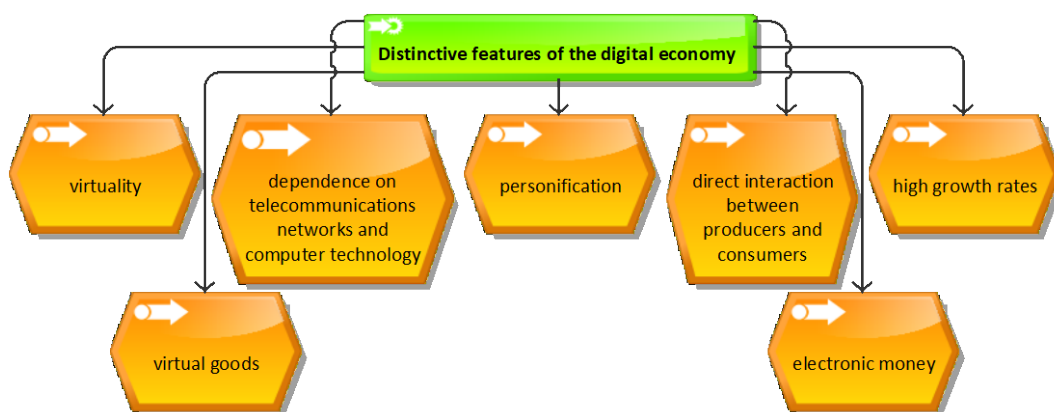 Distinctive features of the digital economy
virtuality
dependence on
telecommunications
networks and
computer technology
personification
direct interaction
between
producers and
consumers
high growth rates
virtual goods
electronic money